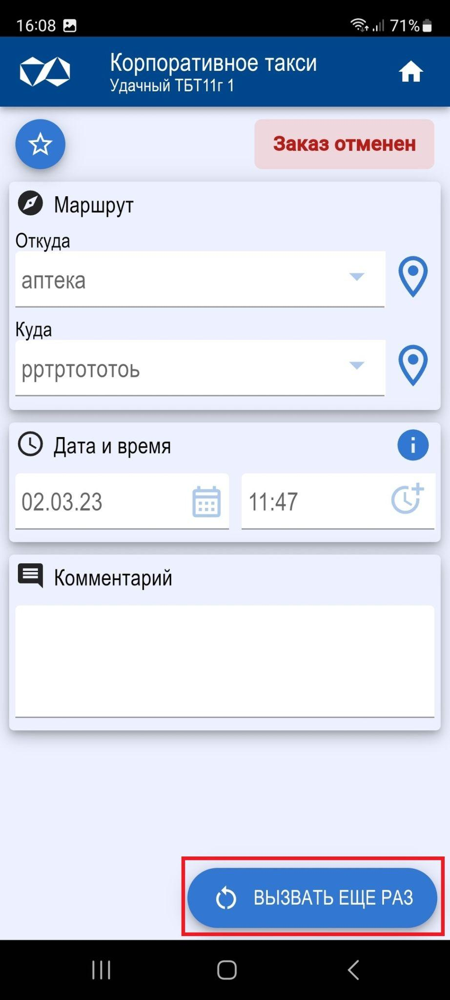 16:08
71%
Корпоративное такси
Удачный ТБТ11г 1
Заказ отменен
Маршрут
Откуда
аптека
Куда
рртртототоь
Дата и время
02.03.23
11:47
Комментарий
ВЫЗВАТЬ ЕЩЕ РАЗ